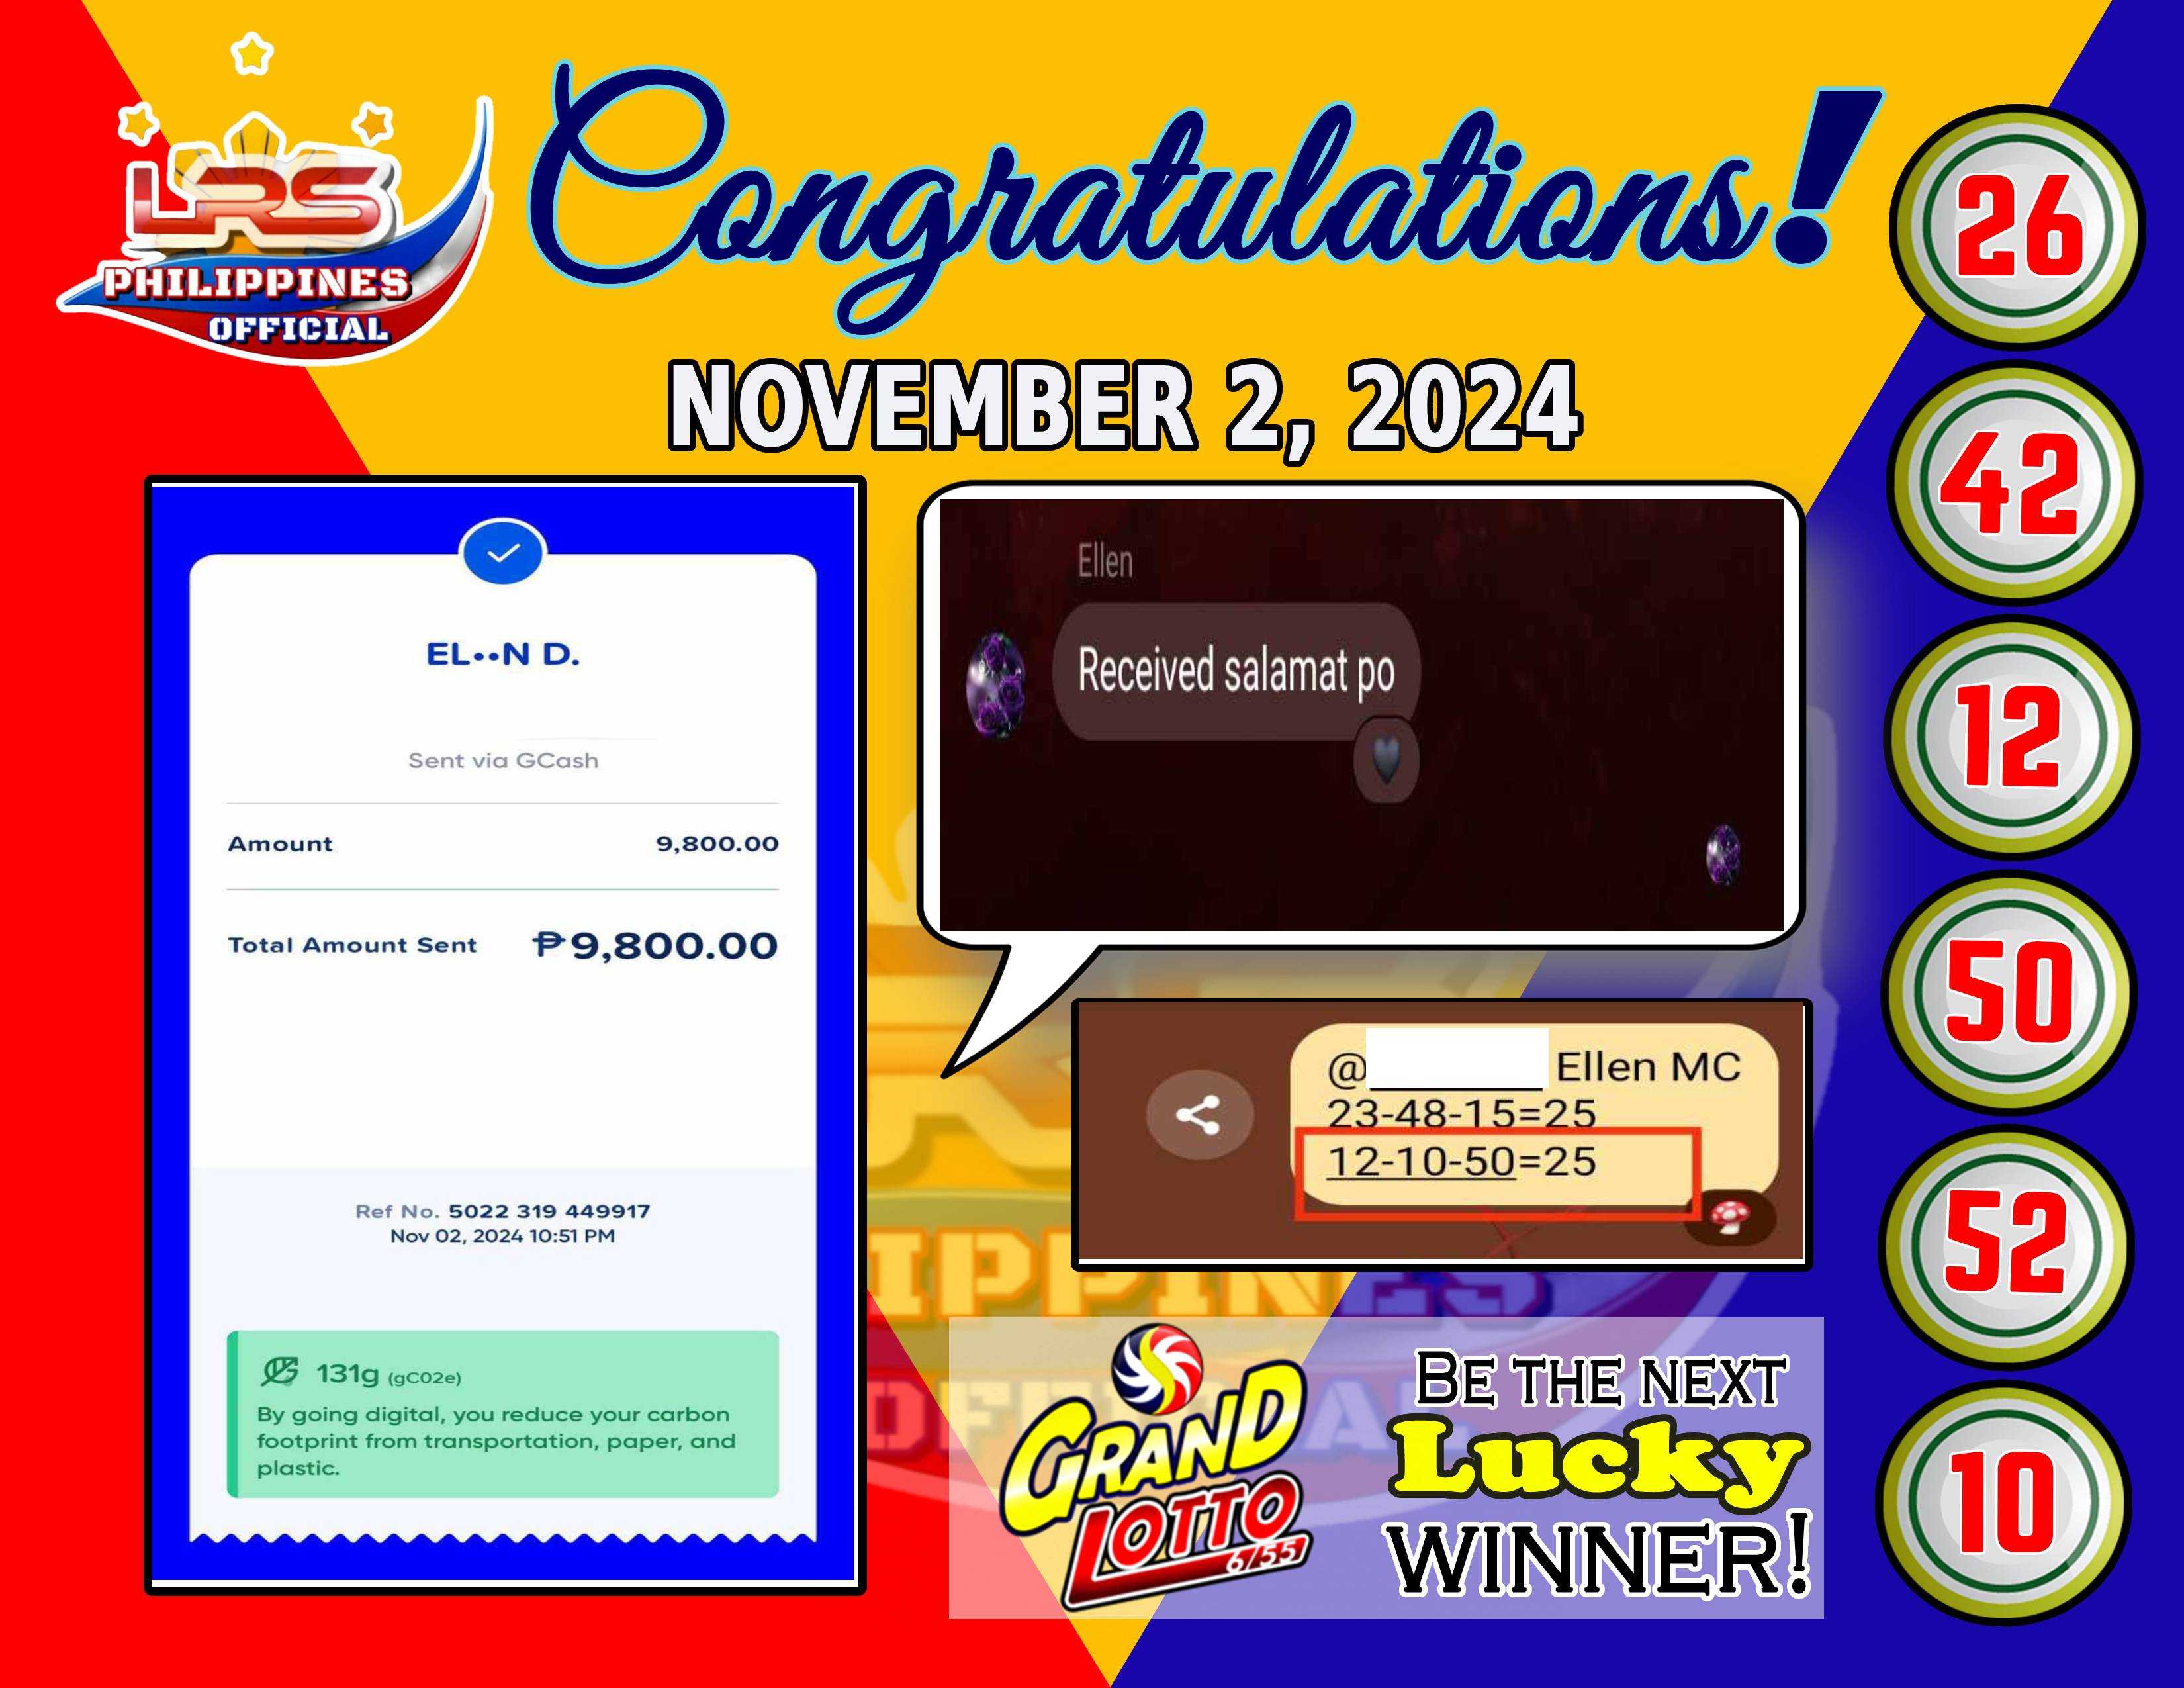 LRS
PHILIPPINES
OFFICIAL
Congratulations!
NOVEMBER 2, 2024
EL••N D.
Sent via GCash
Amount 9,800.00
Total Amount Sent ₱9,800.00
Ref No. 5022 319 449917
Nov 02, 2024 10:51 PM
131g (gC02e)
By going digital, you reduce your carbon
footprint from transportation, paper, and
plastic.
Ellen
Received salamat po
@ Ellen MC
23-48-15=25
12-10-50=25
GRAND
LOTTO
6/55
BE THE NEXT
Lucky
WINNER!
26
42
12
50
52
10